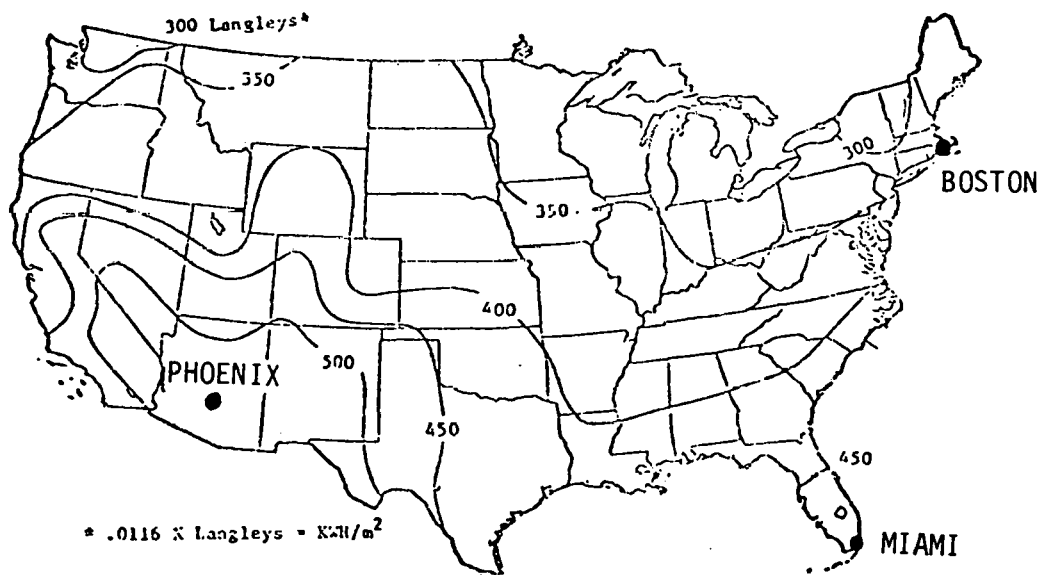 300 Langleys*
350
300
BOSTON
350
400
500
PHOENIX
450
450
* .0116 X Langleys = KWH/m²
MIAMI